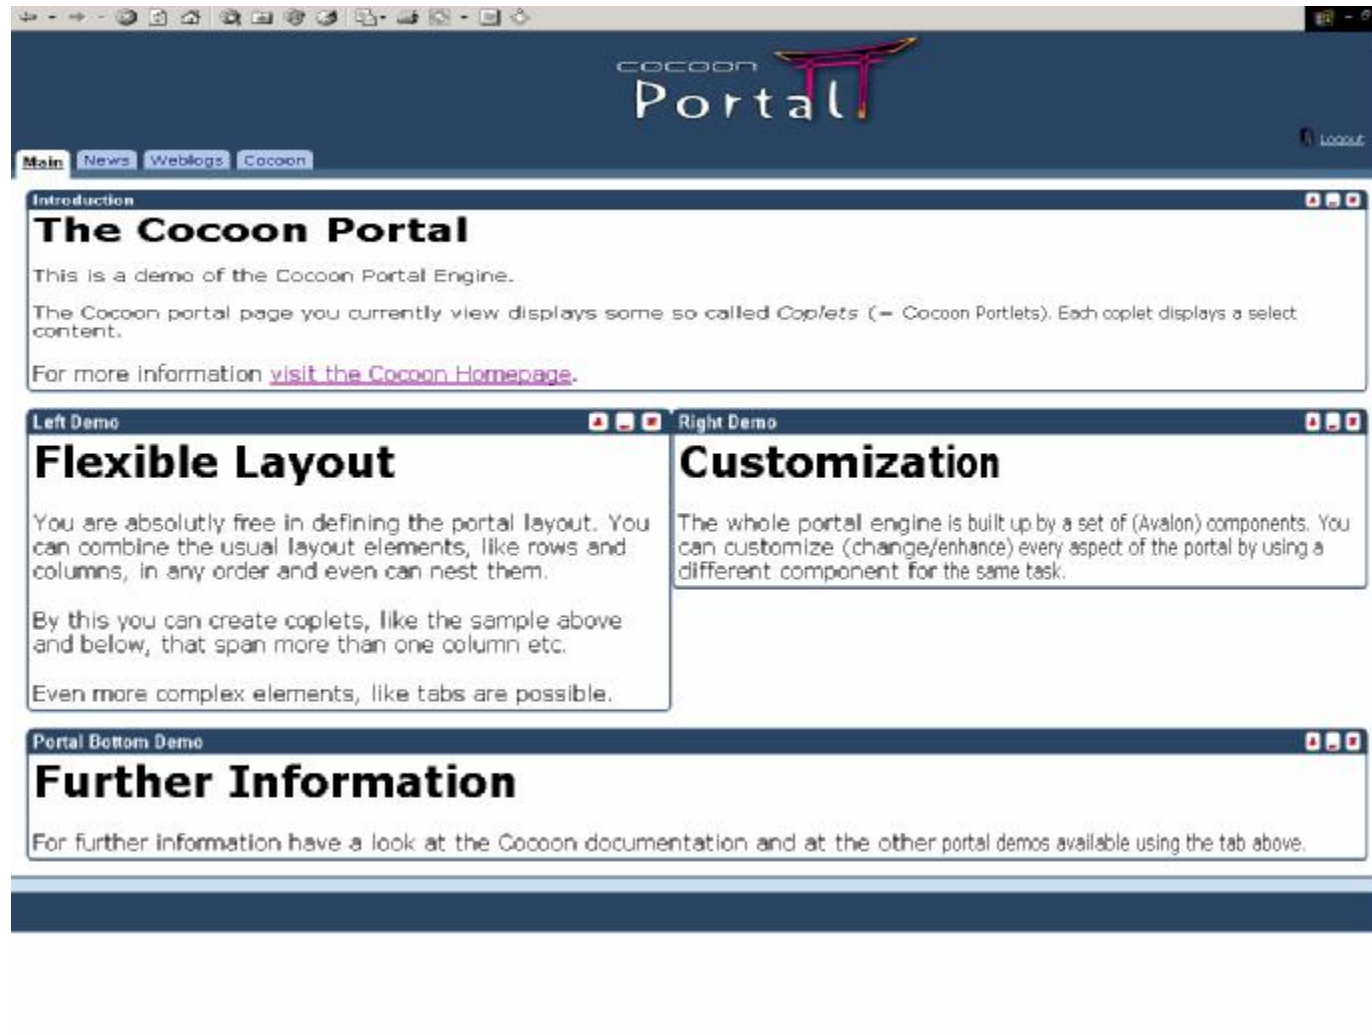 cocoon
Portal
Logout
Main News Weblogs Cocoon
Introduction
The Cocoon Portal
This is a demo of the Cocoon Portal Engine.
The Cocoon portal page you currently view displays some so called Coplets (= Cocoon Portlets). Each coplet displays a select
content.
For more information visit the Cocoon Homepage.
Left Demo
Flexible Layout
You are absolutly free in defining the portal layout. You
can combine the usual layout elements, like rows and
columns, in any order and even can nest them.
By this you can create coplets, like the sample above
and below, that span more than one column etc.
Even more complex elements, like tabs are possible.
Right Demo
Customization
The whole portal engine is built up by a set of (Avalon) components. You
can customize (change/enhance) every aspect of the portal by using a
different component for the same task.
Portal Bottom Demo
Further Information
For further information have a look at the Cocoon documentation and at the other portal demos available using the tab above.